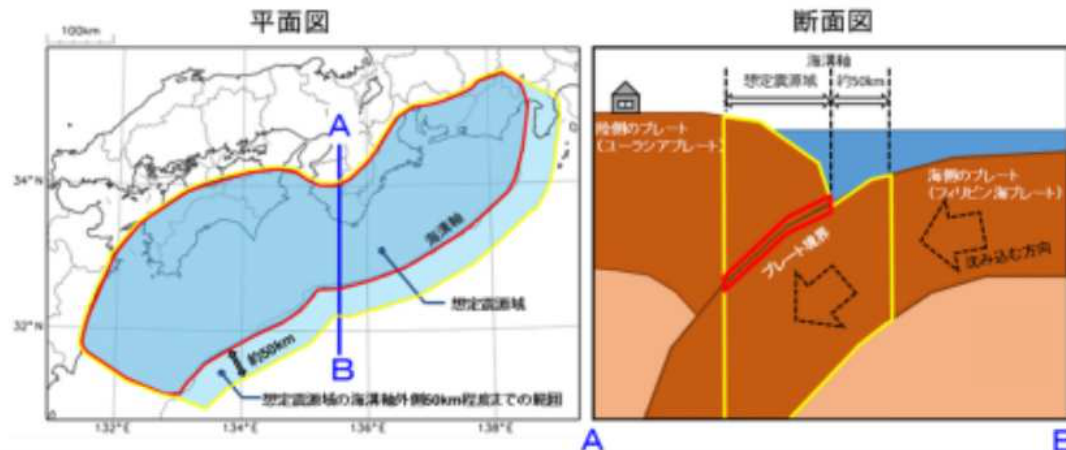 平面図
100km
34°N
32°N
132°E
134°E
136°E
138°E
A
B
海溝軸
想定震源域
約50km
想定震源域の海溝軸外側50km程度までの範囲
断面図
海溝軸
想定震源域
約50km
陸側のプレート
(ユーラシアプレート)
海側のプレート
(フィリピン海プレート)
プレート境界
沈み込む方向
A
B